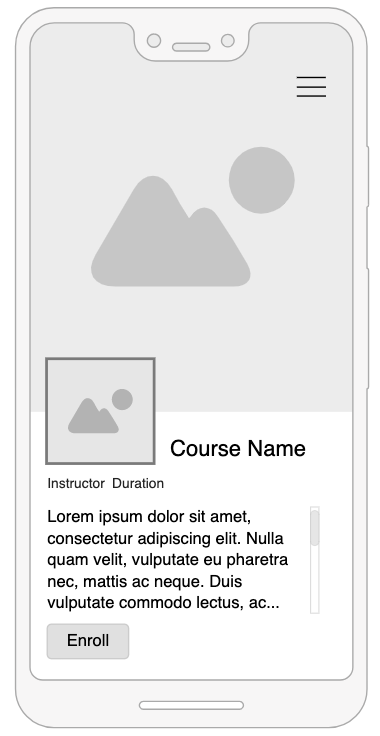 Course Name
Instructor Duration
Lorem ipsum dolor sit amet,
consectetur adipiscing elit. Nulla
quam velit, vulputate eu pharetra
nec, mattis ac neque. Duis
vulputate commodo lectus, ac...
Enroll